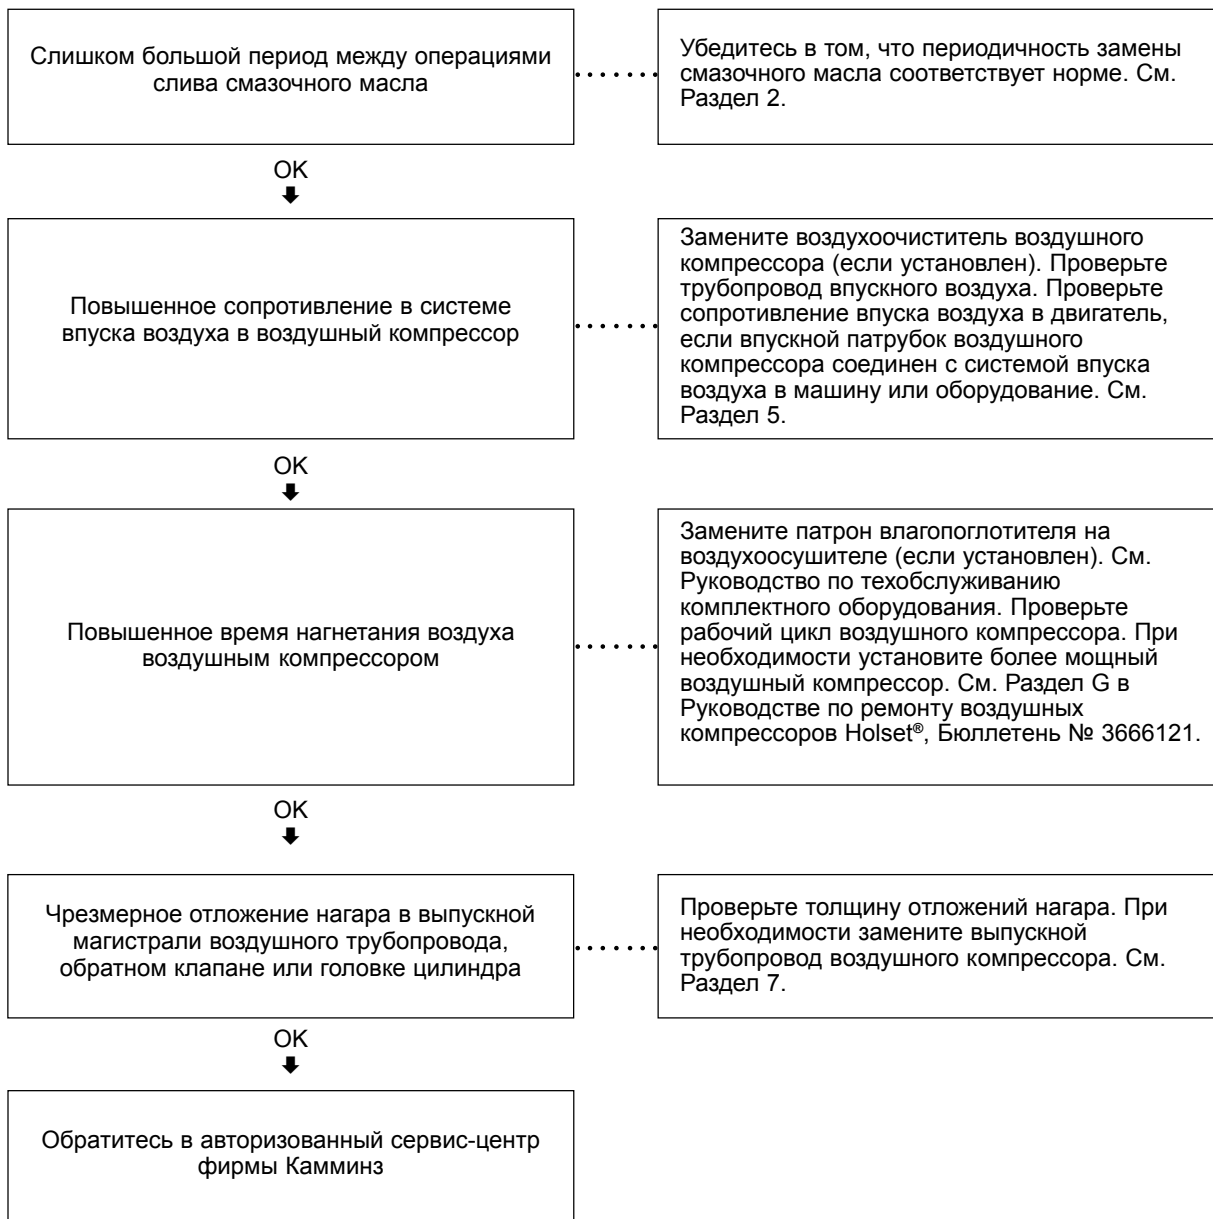 Слишком большой период между операциями
слива смазочного масла
Убедитесь в том, что периодичность замены
смазочного масла соответствует норме. См.
Раздел 2.
OK
Повышенное сопротивление в системе
впуска воздуха в воздушный компрессор
Замените воздухоочиститель воздушного
компрессора (если установлен). Проверьте
трубопровод впускного воздуха. Проверьте
сопротивление впуска воздуха в двигатель,
если впускной патрубок воздушного
компрессора соединен с системой впуска
воздуха в машину или оборудование. См.
Раздел 5.
OK
Повышенное время нагнетания воздуха
воздушным компрессором
Замените патрон влагопоглотителя на
воздухоосушителе (если установлен). См.
Руководство по техобслуживанию
комплектного оборудования. Проверьте
рабочий цикл воздушного компрессора. При
необходимости установите более мощный
воздушный компрессор. См. Раздел G в
Руководстве по ремонту воздушных
компрессоров Holset®, Бюллетень № 3666121.
OK
Чрезмерное отложение нагара в выпускной
магистрали воздушного трубопровода,
обратном клапане или головке цилиндра
Проверьте толщину отложений нагара. При
необходимости замените выпускной
трубопровод воздушного компрессора. См.
Раздел 7.
OK
Обратитесь в авторизованный сервис-центр
фирмы Камминз